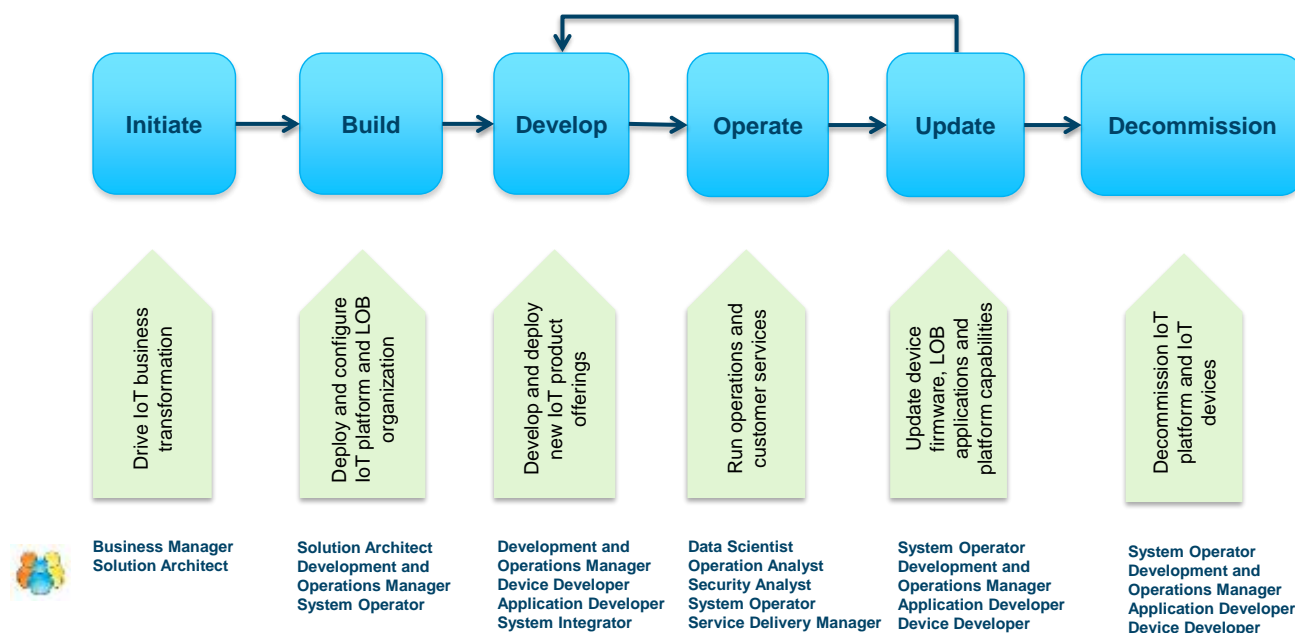 Initiate
Build
Develop
Operate
Update
Decommission
Drive IoT business
transformation
Deploy and configure
IoT platform and LOB
organization
Develop and deploy
new IoT product
offerings
Run operations and
customer services
Update device
firmware, LOB
applications and
platform capabilities
Decommission IoT
platform and IoT
devices
Business Manager
Solution Architect
Solution Architect
Development and
Operations Manager
System Operator
Development and
Operations Manager
Device Developer
Application Developer
System Integrator
Data Scientist
Operation Analyst
Security Analyst
System Operator
Service Delivery Manager
System Operator
Development and
Operations Manager
Application Developer
Device Developer
System Operator
Development and
Operations Manager
Application Developer
Device Developer